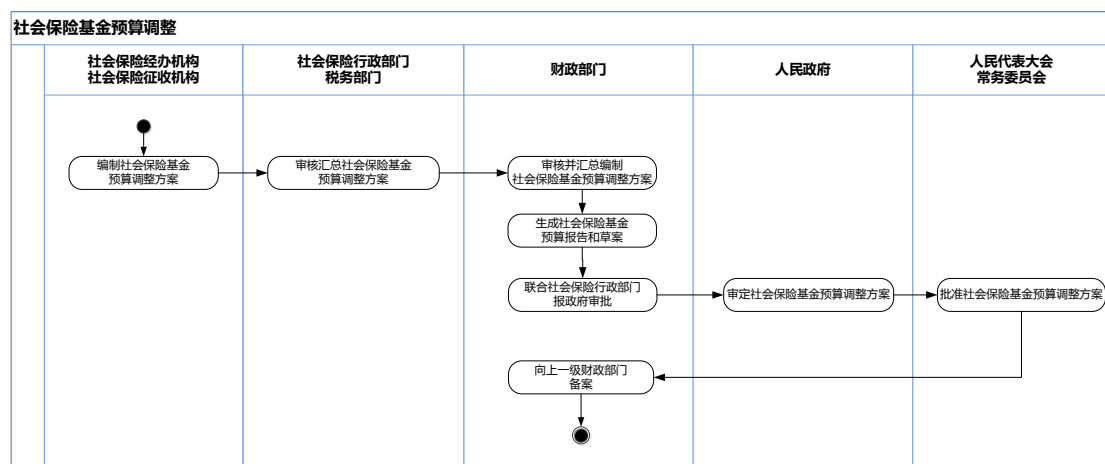 社会保险基金预算调整
社会保险经办机构
社会保险征收机构
社会保险行政部门
税务部门
财政部门
人民政府
人民代表大会
常务委员会
编制社会保险基金
预算调整方案
审核汇总社会保险基金
预算调整方案
审核并汇总编制
社会保险基金预算调整方案
生成社会保险基金
预算报告和草案
联合社会保险行政部门
报政府审批
审定社会保险基金预算调整方案
批准社会保险基金预算调整方案
向上一级财政部门
备案